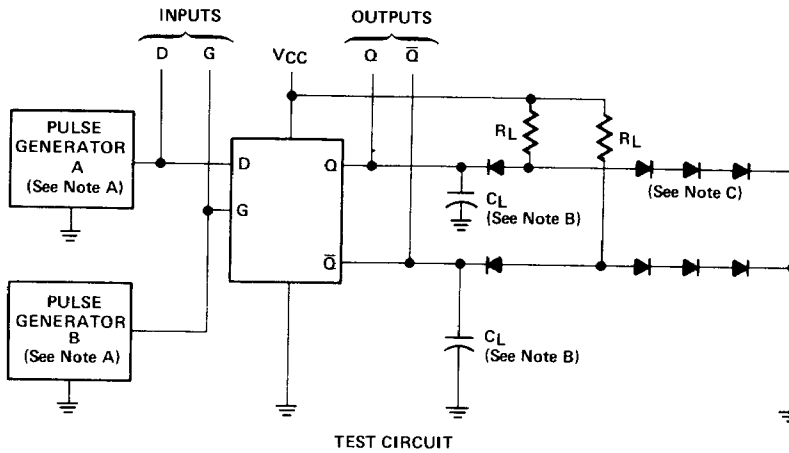 INPUTS
OUTPUTS
D G
VCC
Q Q̅
RL
RL
PULSE
GENERATOR
A
(See Note A)
D
Q
G
CL
(See Note B)
(See Note C)
Q̅
PULSE
GENERATOR
B
(See Note A)
CL
(See Note B)
TEST CIRCUIT